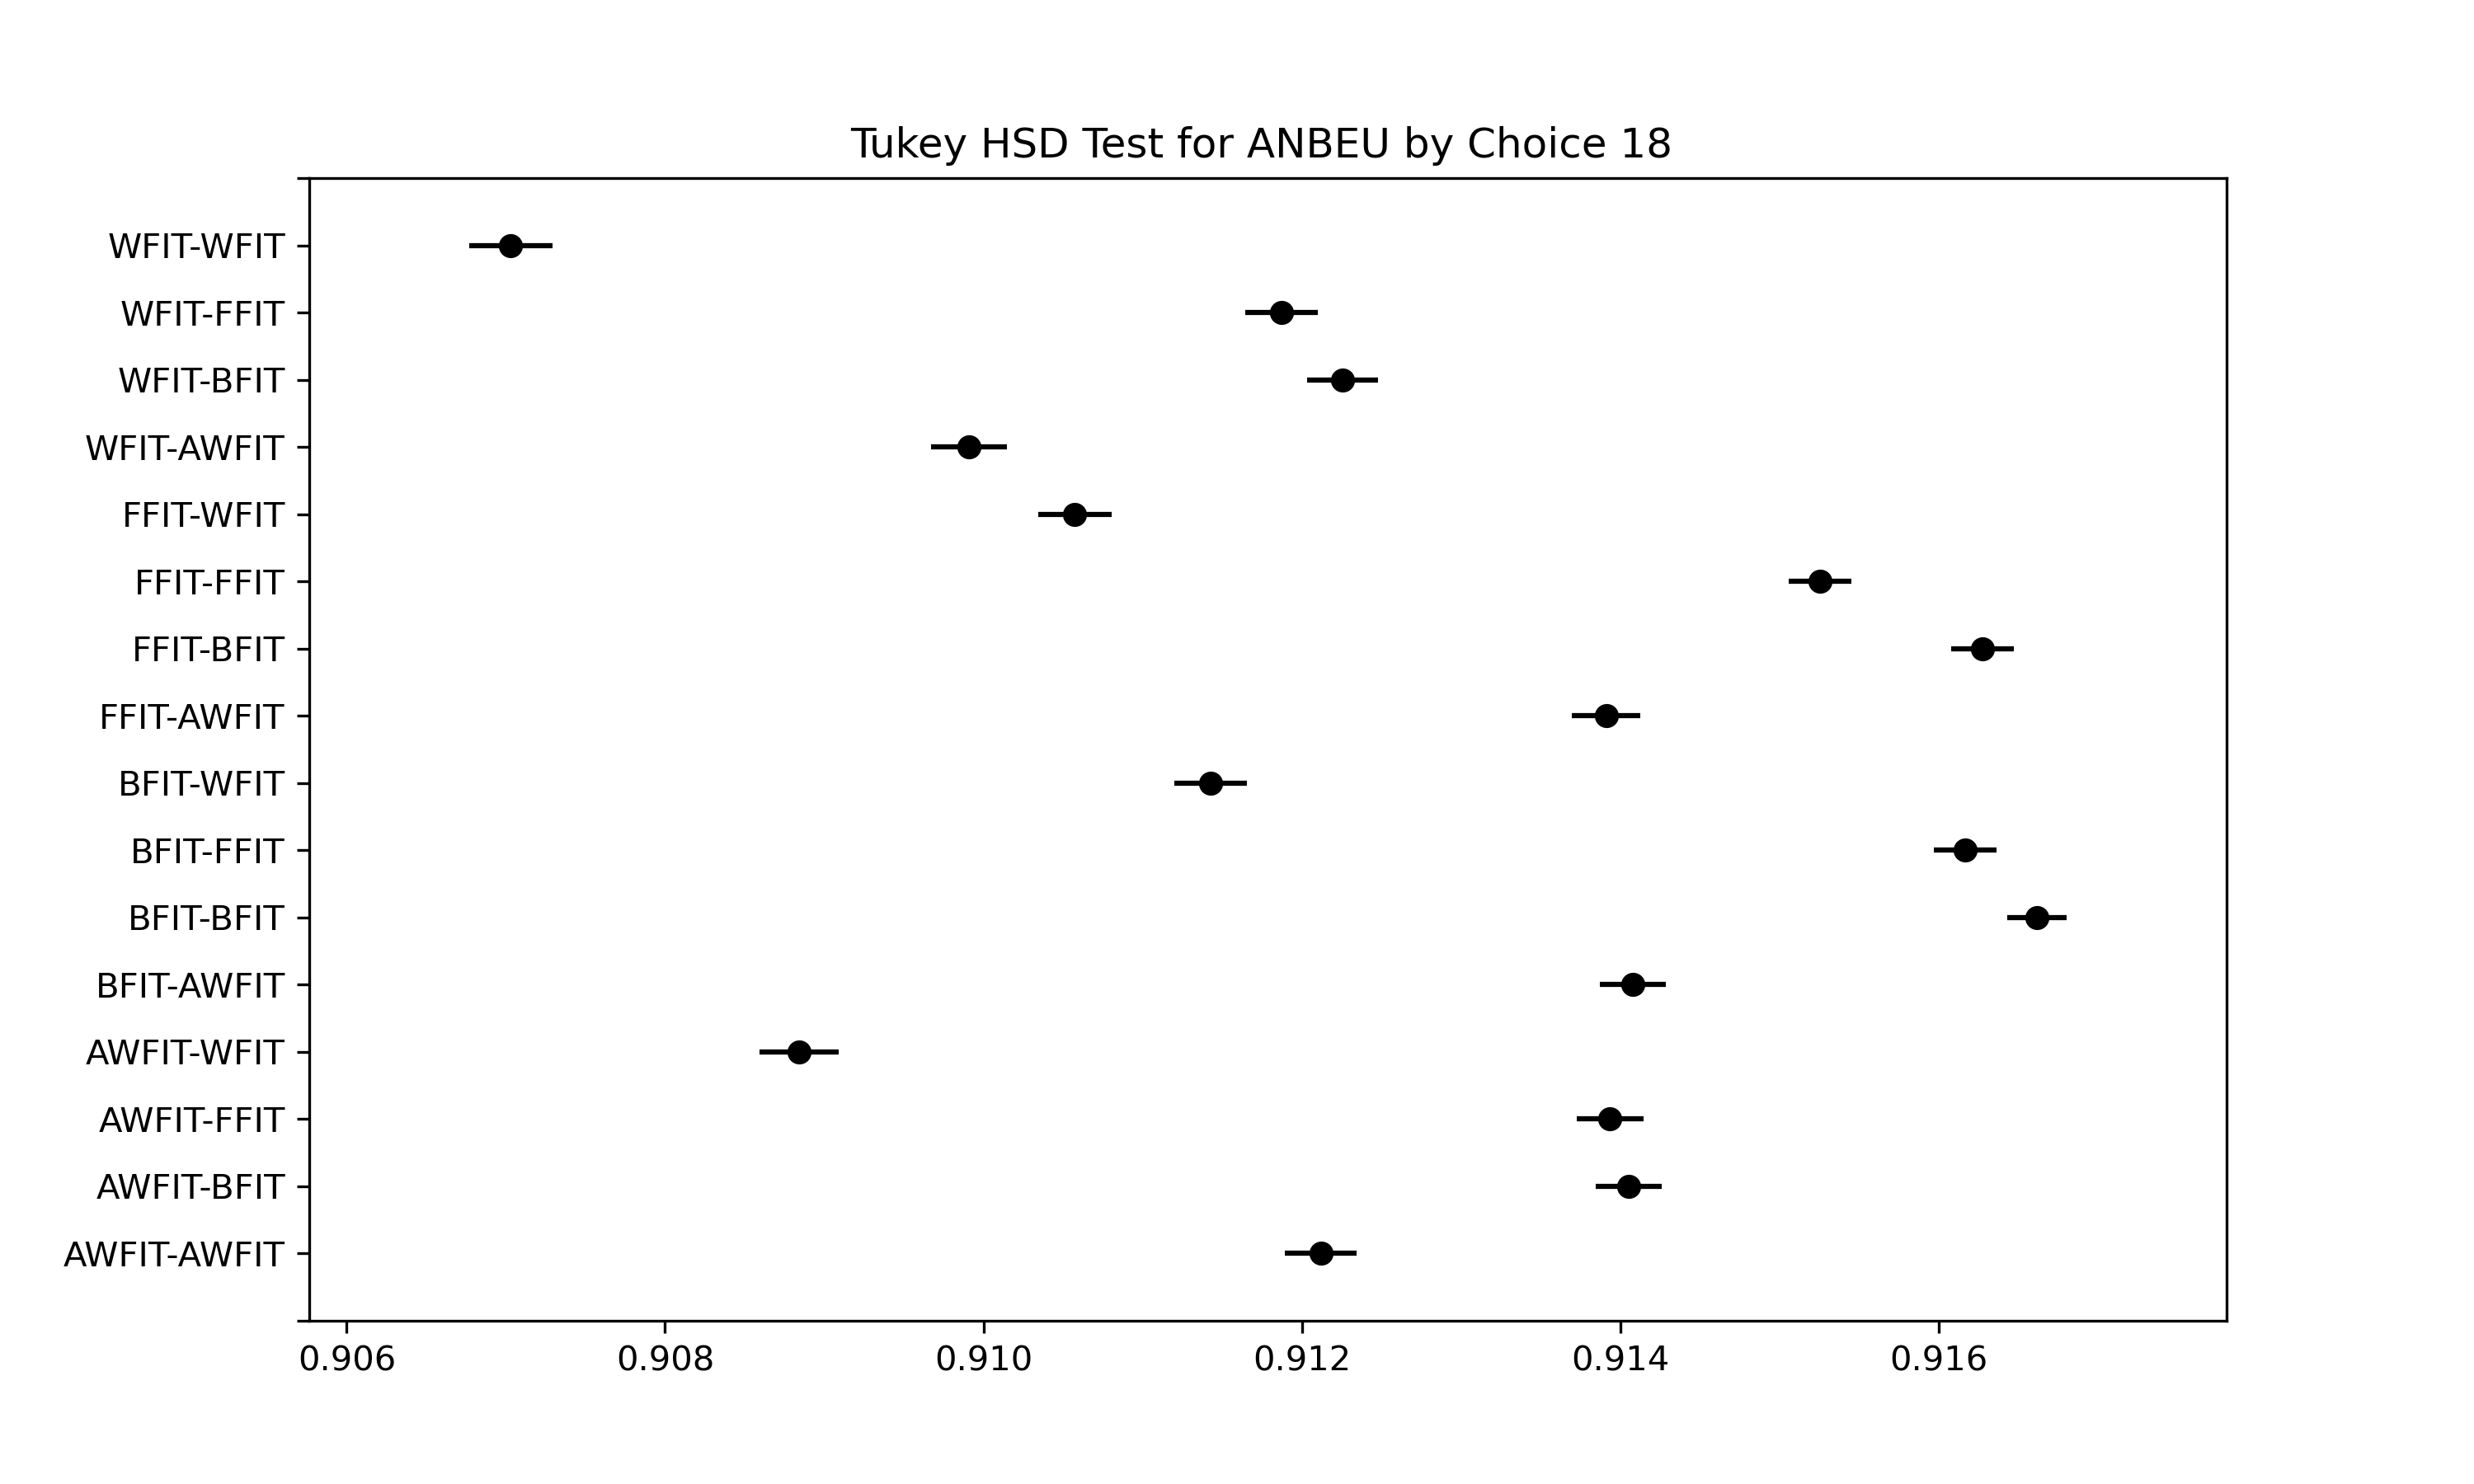 Tukey HSD Test for ANBEU by Choice 18
WFIT-WFIT
WFIT-FFIT
WFIT-BFIT
WFIT-AWFIT
FFIT-WFIT
FFIT-FFIT
FFIT-BFIT
FFIT-AWFIT
BFIT-WFIT
BFIT-FFIT
BFIT-BFIT
BFIT-AWFIT
AWFIT-WFIT
AWFIT-FFIT
AWFIT-BFIT
AWFIT-AWFIT
0.906 0.908 0.910 0.912 0.914 0.916